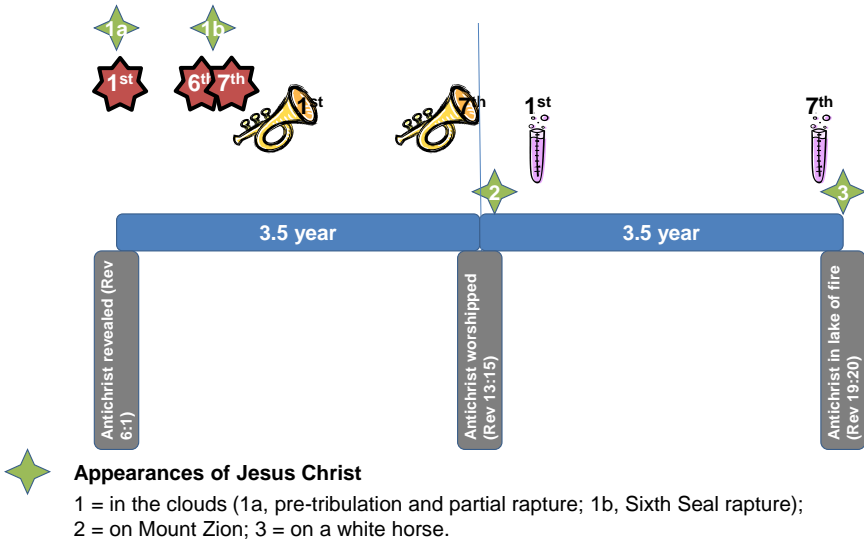 1a 1b
1st 6th 7th
1st 7th 1st 7th
2 3
3.5 year 3.5 year
Antichrist revealed (Rev
6:1)
Antichrist worshipped
(Rev 13:15)
Antichrist in lake of fire
(Rev 19:20)
Appearances of Jesus Christ
1 = in the clouds (1a, pre-tribulation and partial rapture; 1b, Sixth Seal rapture);
2 = on Mount Zion; 3 = on a white horse.